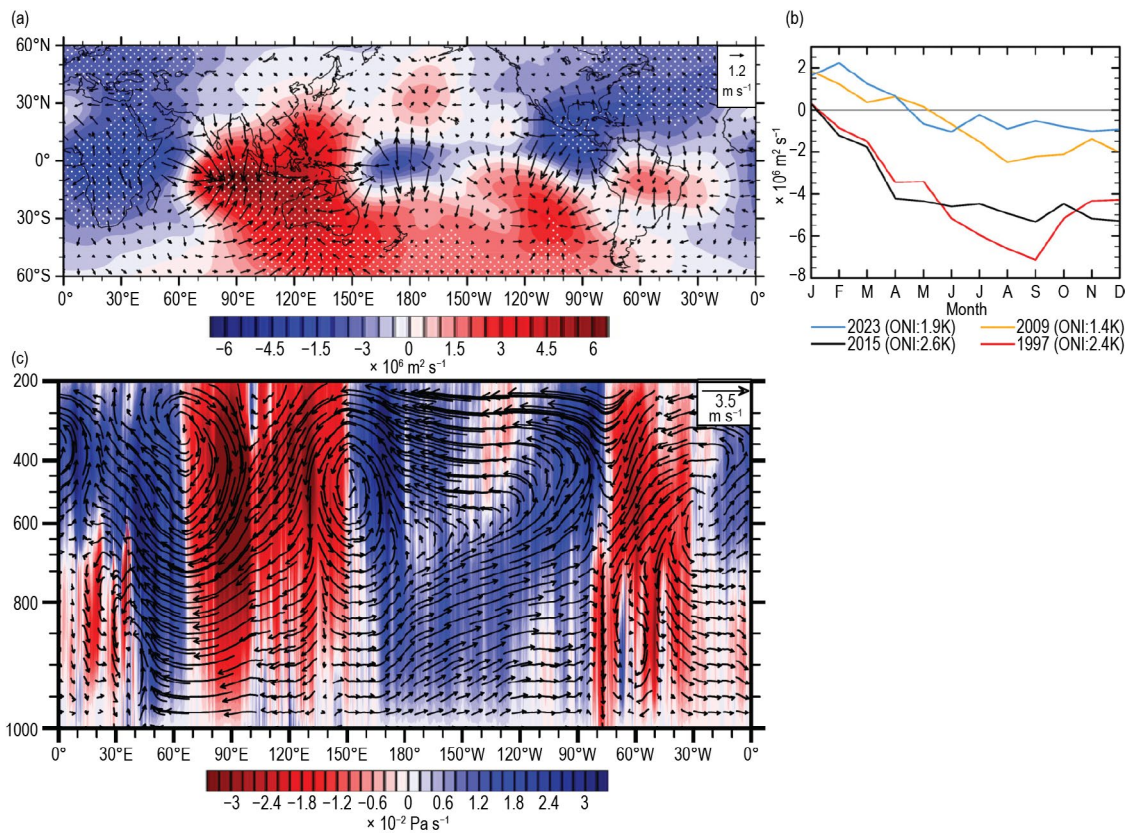 (a)
60°N
30°N
0°
30°S
60°S
0° 30°E 60°E 90°E 120°E 150°E 180° 150°W 120°W 90°W 60°W 30°W 0°
1.2
m s⁻¹
−6 −4.5 −3 −1.5 0 1.5 3 4.5 6
× 10⁶ m² s⁻¹
(b)
2
0
−2
−4
−6
−8
× 10⁶ m² s⁻¹
J F M A M J J A S O N D
Month
2023 (ONI:1.9K) 2009 (ONI:1.4K)
2015 (ONI:2.6K) 1997 (ONI:2.4K)
(c)
200
400
600
800
1000
3.5
m s⁻¹
0° 30°E 60°E 90°E 120°E 150°E 180° 150°W 120°W 90°W 60°W 30°W 0°
−3 −2.4 −1.8 −1.2 −0.6 0 0.6 1.2 1.8 2.4 3
× 10⁻² Pa s⁻¹